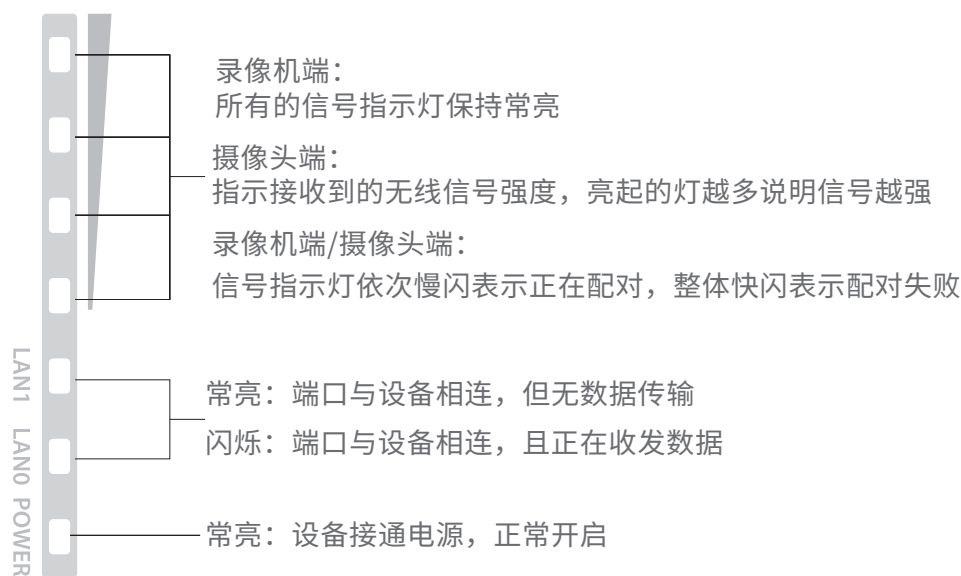 录像机端：
所有的信号指示灯保持常亮
摄像头端：
指示接收到的无线信号强度，亮起的灯越多说明信号越强
录像机端/摄像头端：
信号指示灯依次慢闪表示正在配对，整体快闪表示配对失败
LAN1
常亮：端口与设备相连，但无数据传输
LAN0
闪烁：端口与设备相连，且正在收发数据
POWER
常亮：设备接通电源，正常开启